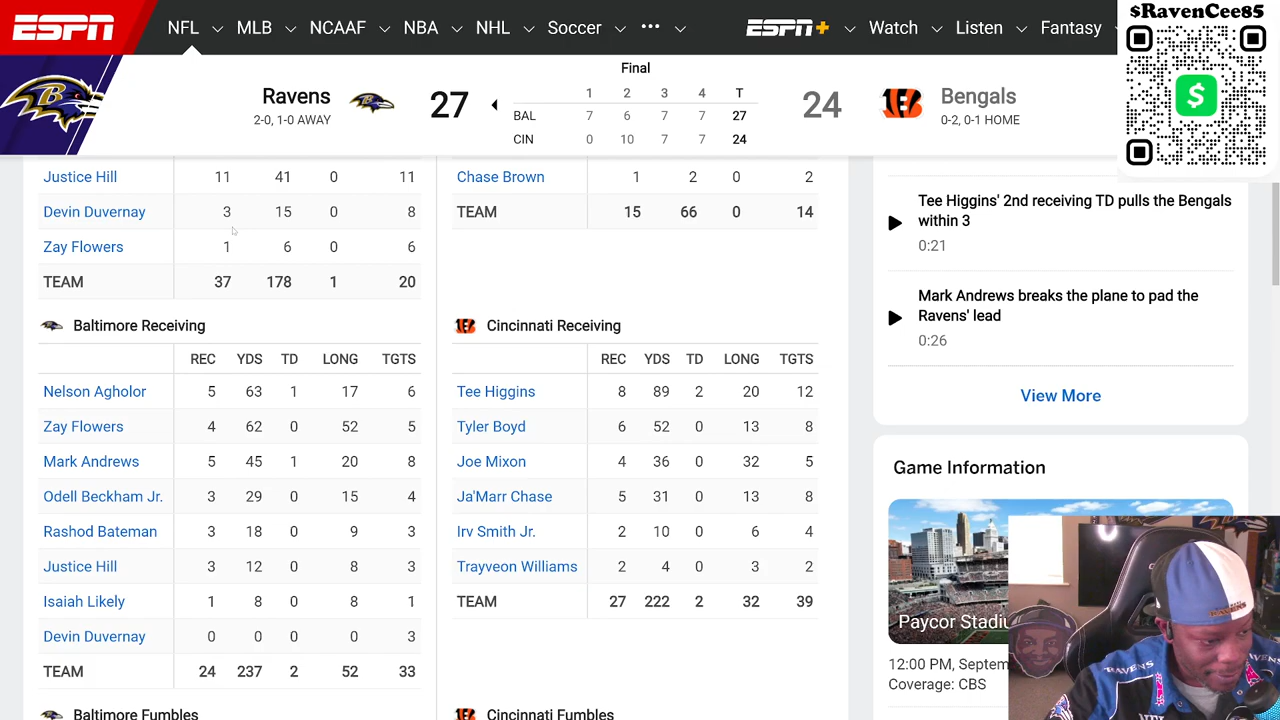 ESPN NFL MLB NCAAF NBA NHL Soccer ••• ESPN+ Watch Listen Fantasy
$RavenCee85
$
Final
Ravens 27
2-0, 1-0 AWAY
1 2 3 4 T
BAL 7 6 7 7 27
CIN 0 10 7 7 24
24 Bengals
0-2, 0-1 HOME
Justice Hill 11 41 0 11
Devin Duvernay 3 15 0 8
Zay Flowers 1 6 0 6
TEAM 37 178 1 20
Chase Brown 1 2 0 2
TEAM 15 66 0 14
Baltimore Receiving
REC YDS TD LONG TGTS
Nelson Agholor 5 63 1 17 6
Zay Flowers 4 62 0 52 5
Mark Andrews 5 45 1 20 8
Odell Beckham Jr. 3 29 0 15 4
Rashod Bateman 3 18 0 9 3
Justice Hill 3 12 0 8 3
Isaiah Likely 1 8 0 8 1
Devin Duvernay 0 0 0 0 3
TEAM 24 237 2 52 33
Baltimore Fumbles
Cincinnati Receiving
REC YDS TD LONG TGTS
Tee Higgins 8 89 2 20 12
Tyler Boyd 6 52 0 13 8
Joe Mixon 4 36 0 32 5
Ja'Marr Chase 5 31 0 13 8
Irv Smith Jr. 2 10 0 6 4
Trayveon Williams 2 4 0 3 2
TEAM 27 222 2 32 39
Cincinnati Fumbles
Tee Higgins' 2nd receiving TD pulls the Bengals
within 3
0:21
Mark Andrews breaks the plane to pad the
Ravens' lead
0:26
View More
Game Information
Paycor Stadiu
12:00 PM, Septem
Coverage: CBS
RAVENS